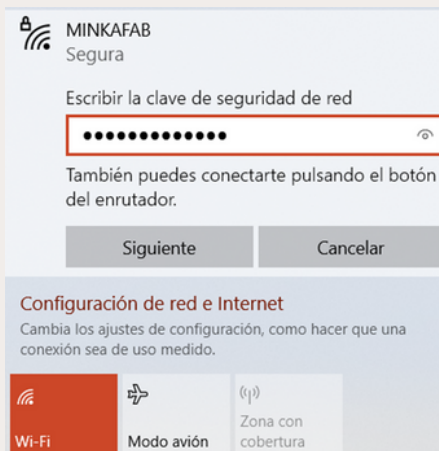 MINKAFAB
Segura
Escribir la clave de seguridad de red
•••••••••••••
También puedes conectarte pulsando el botón
del enrutador.
Siguiente Cancelar
Configuración de red e Internet
Cambia los ajustes de configuración, como hacer que una
conexión sea de uso medido.
Wi-Fi Modo avión Zona con
cobertura